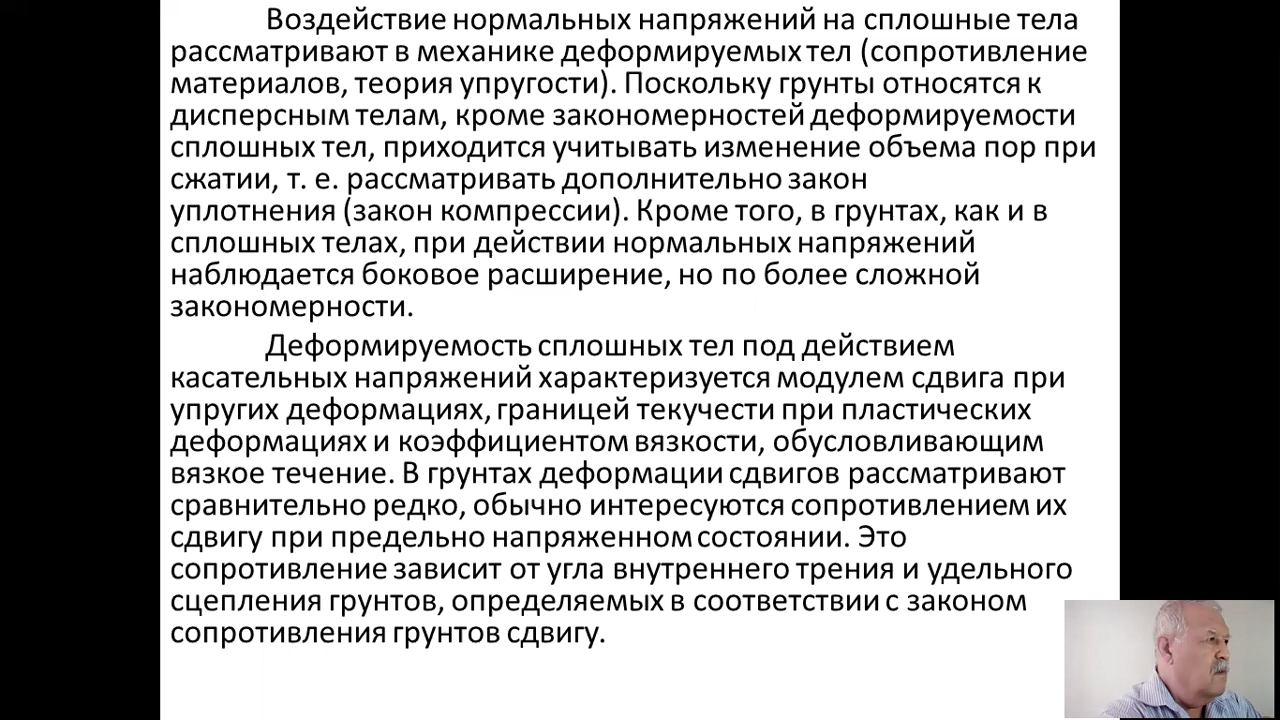 Воздействие нормальных напряжений на сплошные тела
рассматривают в механике деформируемых тел (сопротивление
материалов, теория упругости). Поскольку грунты относятся к
дисперсным телам, кроме закономерностей деформируемости
сплошных тел, приходится учитывать изменение объема пор при
сжатии, т. е. рассматривать дополнительно закон
уплотнения (закон компрессии). Кроме того, в грунтах, как и в
сплошных телах, при действии нормальных напряжений
наблюдается боковое расширение, но по более сложной
закономерности.
Деформируемость сплошных тел под действием
касательных напряжений характеризуется модулем сдвига при
упругих деформациях, границей текучести при пластических
деформациях и коэффициентом вязкости, обусловливающим
вязкое течение. В грунтах деформации сдвигов рассматривают
сравнительно редко, обычно интересуются сопротивлением их
сдвигу при предельно напряженном состоянии. Это
сопротивление зависит от угла внутреннего трения и удельного
сцепления грунтов, определяемых в соответствии с законом
сопротивления грунтов сдвигу.